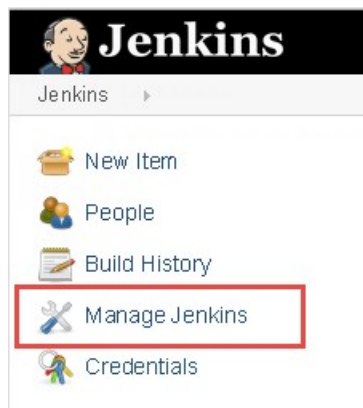 Jenkins
Jenkins
New Item
People
Build History
Manage Jenkins
Credentials